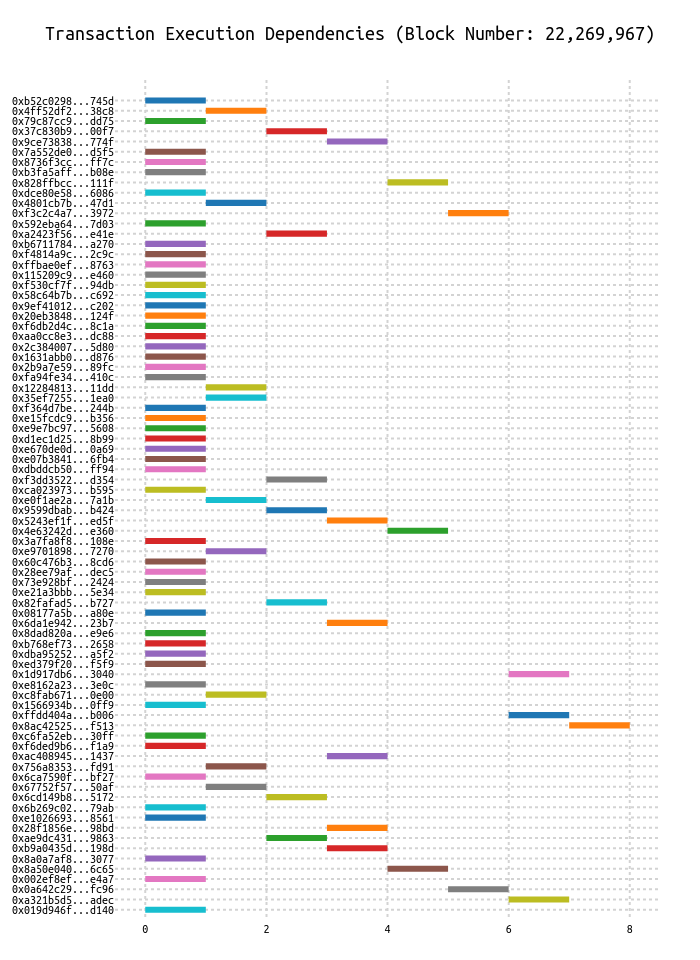 Transaction Execution Dependencies (Block Number: 22,269,967)
0xb52c0298...745d
0x4ff52df2...38c8
0x79c87cc9...dd75
0x37c830b9...00f7
0x9ce73838...774f
0x7a552de0...d5f5
0x8736f3cc...ff7c
0xb3fa5aff...b08e
0x828ffbcc...111f
0xdce80e58...6086
0x4801cb7b...47d1
0xf3c2c4a7...3972
0x592eba64...7d03
0xa2423f56...e41e
0xb6711784...a270
0xf4814a9c...2c9c
0xffbae0ef...8763
0x115209c9...e460
0xf530cf7f...94db
0x58c64b7b...c692
0x9ef41012...c202
0x20eb3848...124f
0xf6db2d4c...8c1a
0xaa0cc8e3...dc88
0x2c384007...5d80
0x1631abb0...d876
0x2b9a7e59...89fc
0xfa94fe34...410c
0x12284813...11dd
0x35ef7255...1ea0
0xf364d7be...244b
0xe15fcdc9...b356
0xe9e7bc97...5608
0xd1ec1d25...8b99
0xe670de0d...0a69
0xe07b3841...6fb4
0xdbddcb50...ff94
0xf3dd3522...d354
0xca023973...b595
0xe0f1ae2a...7a1b
0x9599dbab...b424
0x5243ef1f...ed5f
0x4e63242d...e360
0x3a7fa8f8...108e
0xe9701898...7270
0x60c476b3...8cd6
0x28ee79af...dec5
0x73e928bf...2424
0xe21a3bbb...5e34
0x82fafad5...b727
0x08177a5b...a80e
0x6da1e942...23b7
0x8dad820a...e9e6
0xb768ef73...2658
0xdba95252...a5f2
0xed379f20...f5f9
0x1d917db6...3040
0xe8162a23...3e0c
0xc8fab671...0e00
0x1566934b...0ff9
0xffdd404a...b006
0x8ac42525...f513
0xc6fa52eb...30ff
0xf6ded9b6...f1a9
0xac408945...1437
0x756a8353...fd91
0x6ca7590f...bf27
0x67752f57...50af
0x6cd149b8...5172
0x6b269c02...79ab
0xe1026693...8561
0x28f1856e...98bd
0xae9dc431...9863
0xb9a0435d...198d
0x8a0a7af8...3077
0x8a50e040...6c65
0x002ef8ef...e4a7
0x0a642c29...fc96
0xa321b5d5...adec
0x019d946f...d140
0 2 4 6 8